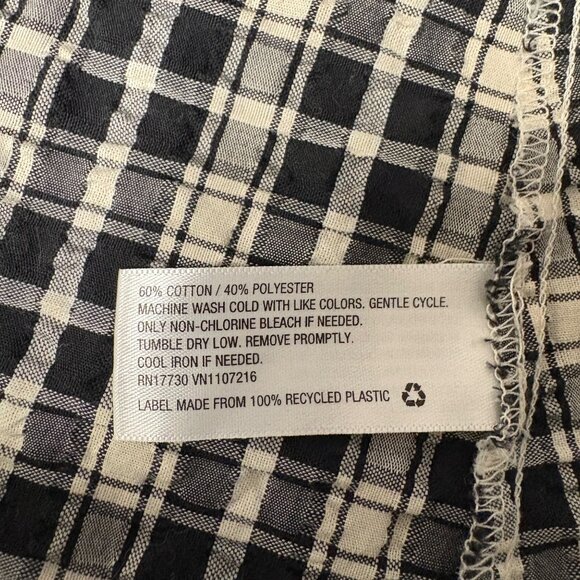 60% COTTON / 40% POLYESTER
MACHINE WASH COLD WITH LIKE COLORS. GENTLE CYCLE.
ONLY NON-CHLORINE BLEACH IF NEEDED.
TUMBLE DRY LOW. REMOVE PROMPTLY.
COOL IRON IF NEEDED.
RN17730 VN1107216
LABEL MADE FROM 100% RECYCLED PLASTIC